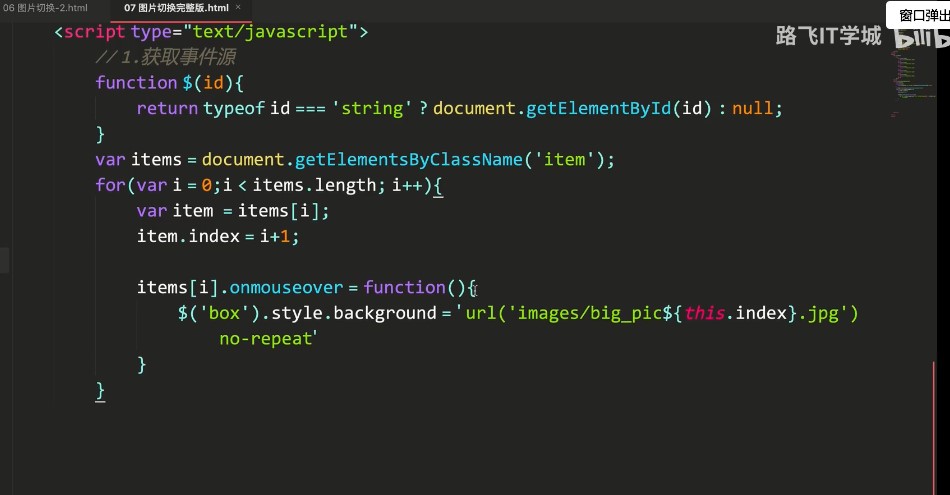 06 图片切换-2.html
07 图片切换完整版.html ×
窗口弹出
路飞IT学城
bilib
<script type="text/javascript">
// 1.获取事件源
function $(id){
return typeof id === 'string' ? document.getElementById(id) : null;
}
var items = document.getElementsByClassName('item');
for(var i = 0;i < items.length; i++){
var item = items[i];
item.index = i+1;
items[i].onmouseover = function(){
$('box').style.background = 'url('images/big_pic${this.index}.jpg')
no-repeat'
}
}